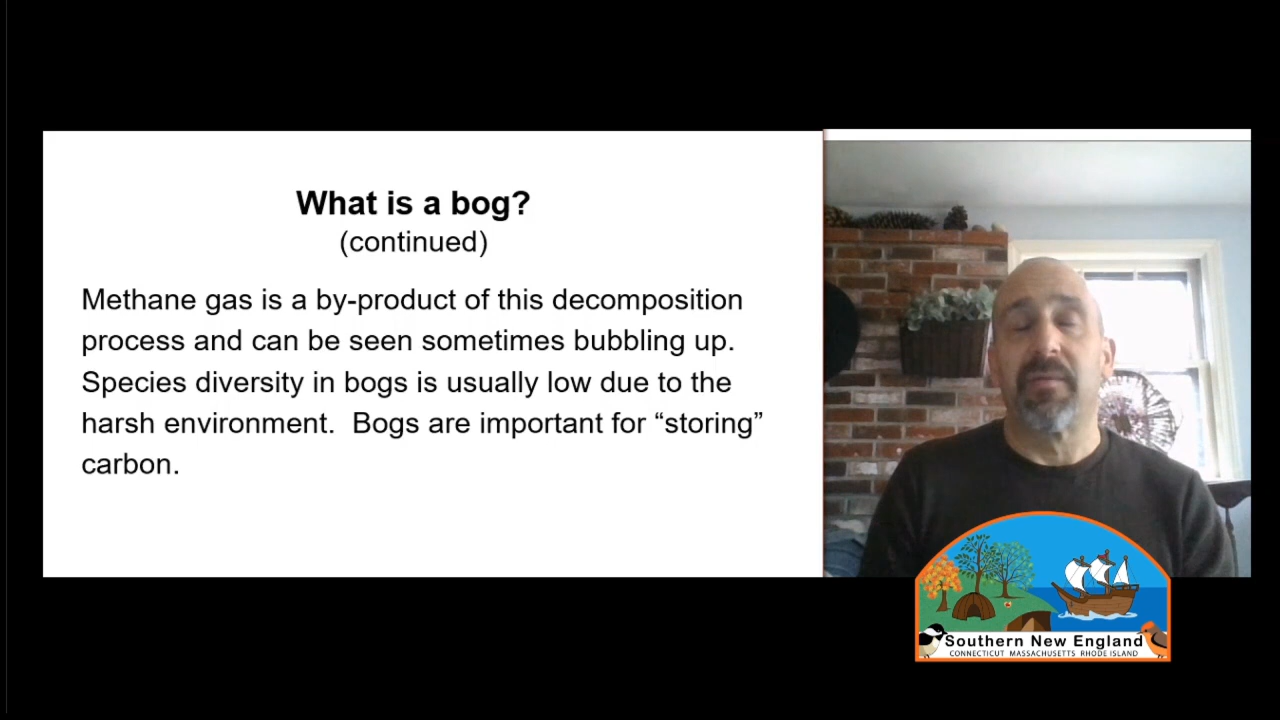 What is a bog?
(continued)
Methane gas is a by-product of this decomposition
process and can be seen sometimes bubbling up.
Species diversity in bogs is usually low due to the
harsh environment.  Bogs are important for “storing”
carbon.
Southern New England
CONNECTICUT MASSACHUSETTS RHODE ISLAND